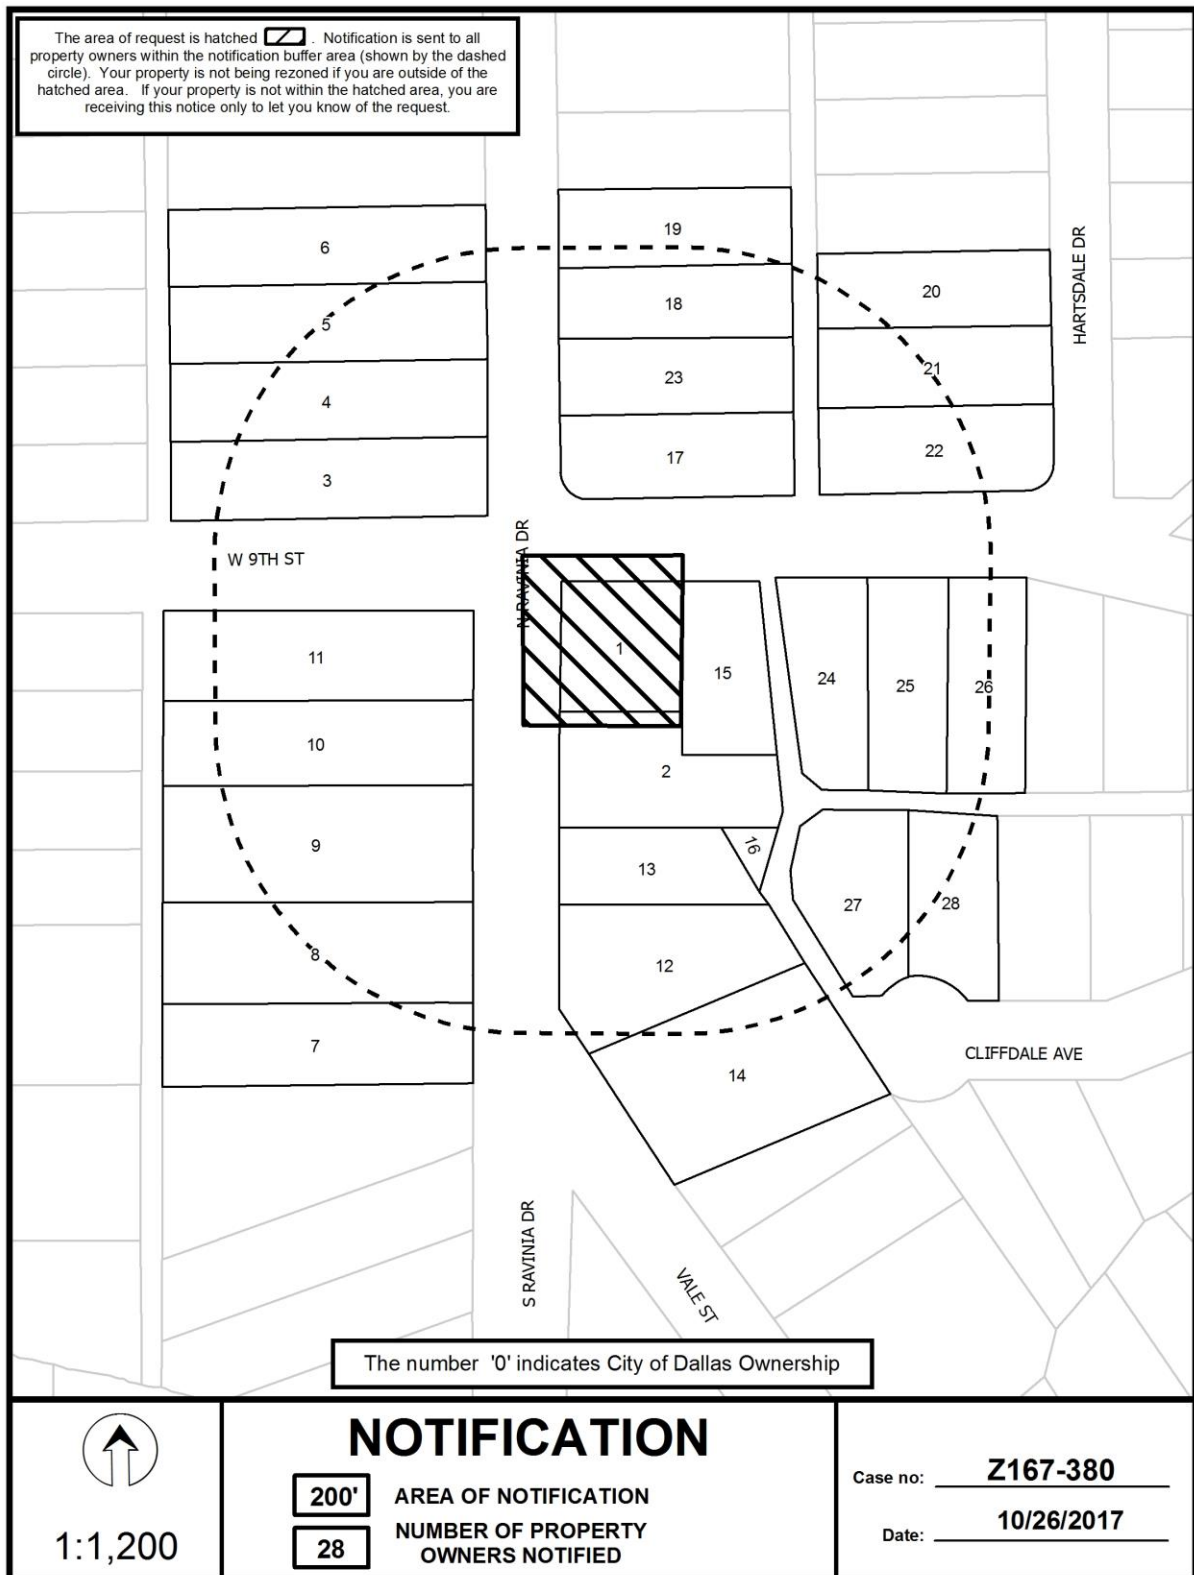 The area of request is hatched . Notification is sent to all
property owners within the notification buffer area (shown by the dashed
circle). Your property is not being rezoned if you are outside of the
hatched area. If your property is not within the hatched area, you are
receiving this notice only to let you know of the request.
6
19
HARTSDALE DR
20
18
5
21
23
4
22
17
3
W 9TH ST
N RAVINIA DR
1
11
15
24
25
26
10
2
9
13
16
27
28
8
12
7
14
CLIFFDALE AVE
S RAVINIA DR
VALE ST
The number '0' indicates City of Dallas Ownership
1:1,200
NOTIFICATION
200' AREA OF NOTIFICATION
28 NUMBER OF PROPERTY
OWNERS NOTIFIED
Case no: Z167-380
Date: 10/26/2017